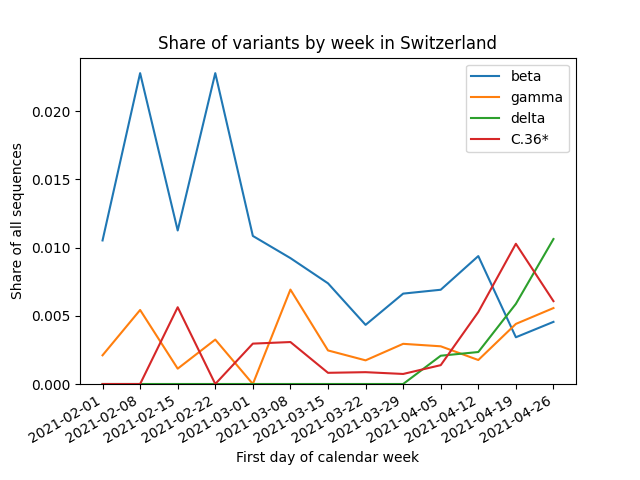 Share of variants by week in Switzerland
beta
gamma
delta
C.36*
Share of all sequences
0.020
0.015
0.010
0.005
0.000
2021-02-01
2021-02-08
2021-02-15
2021-02-22
2021-03-01
2021-03-08
2021-03-15
2021-03-22
2021-03-29
2021-04-05
2021-04-12
2021-04-19
2021-04-26
First day of calendar week